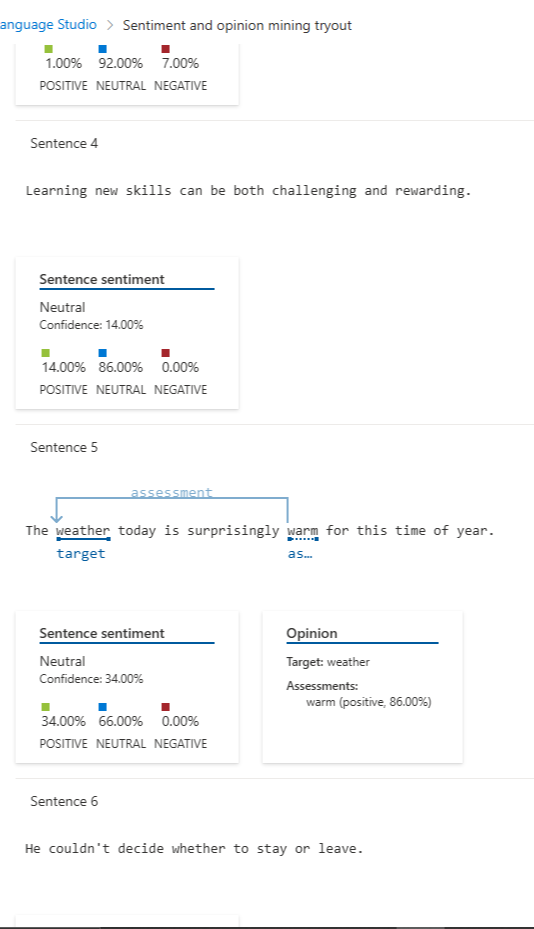 anguage Studio > Sentiment and opinion mining tryout
1.00% 92.00% 7.00%
POSITIVE NEUTRAL NEGATIVE
Sentence 4
Learning new skills can be both challenging and rewarding.
Sentence sentiment
Neutral
Confidence: 14.00%
14.00% 86.00% 0.00%
POSITIVE NEUTRAL NEGATIVE
Sentence 5
assessment
The weather today is surprisingly warm for this time of year.
target as...
Sentence sentiment
Neutral
Confidence: 34.00%
34.00% 66.00% 0.00%
POSITIVE NEUTRAL NEGATIVE
Opinion
Target: weather
Assessments:
warm (positive, 86.00%)
Sentence 6
He couldn't decide whether to stay or leave.